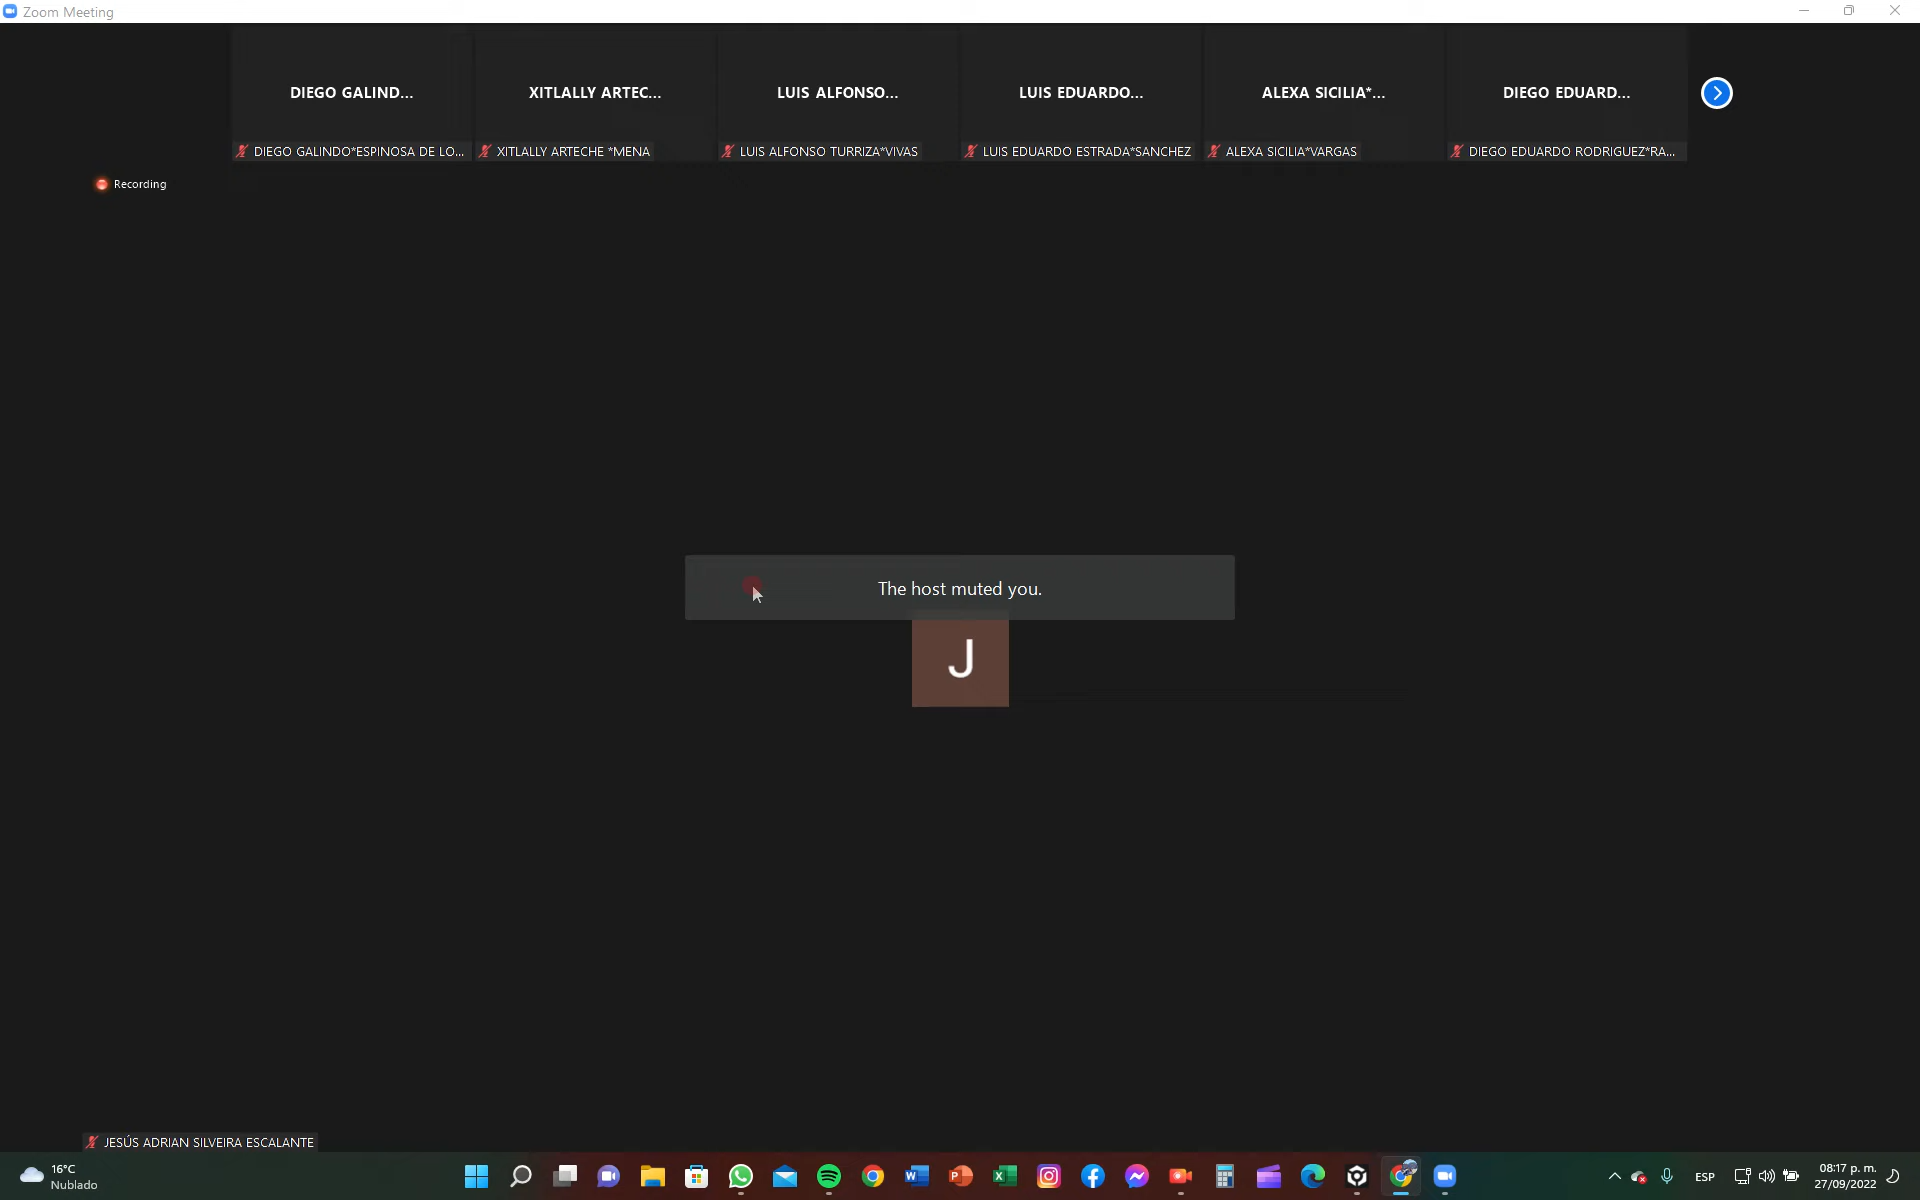 Zoom Meeting
DIEGO GALIND...
XITLALLY ARTEC...
LUIS ALFONSO...
LUIS EDUARDO...
ALEXA SICILIA*...
DIEGO EDUARD...
DIEGO GALINDO*ESPINOSA DE LO...
XITLALLY ARTECHE *MENA
LUIS ALFONSO TURRIZA*VIVAS
LUIS EDUARDO ESTRADA*SANCHEZ
ALEXA SICILIA*VARGAS
DIEGO EDUARDO RODRIGUEZ*RA...
Recording
The host muted you.
J
JESÚS ADRIAN SILVEIRA ESCALANTE
16°C
Nublado
ESP
08:17 p. m.
27/09/2022